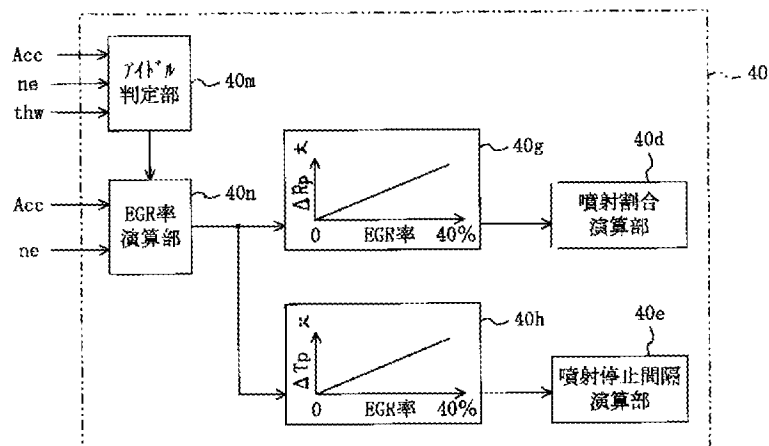 Acc
ne
thw
ｱｲﾄﾞﾙ
判定部
40m
40
Acc
ne
EGR率
演算部
40n
大
ΔRp
0
EGR率
40%
40g
噴射割合
演算部
40d
大
ΔTp
0
EGR率
40%
40h
噴射停止間隔
演算部
40e